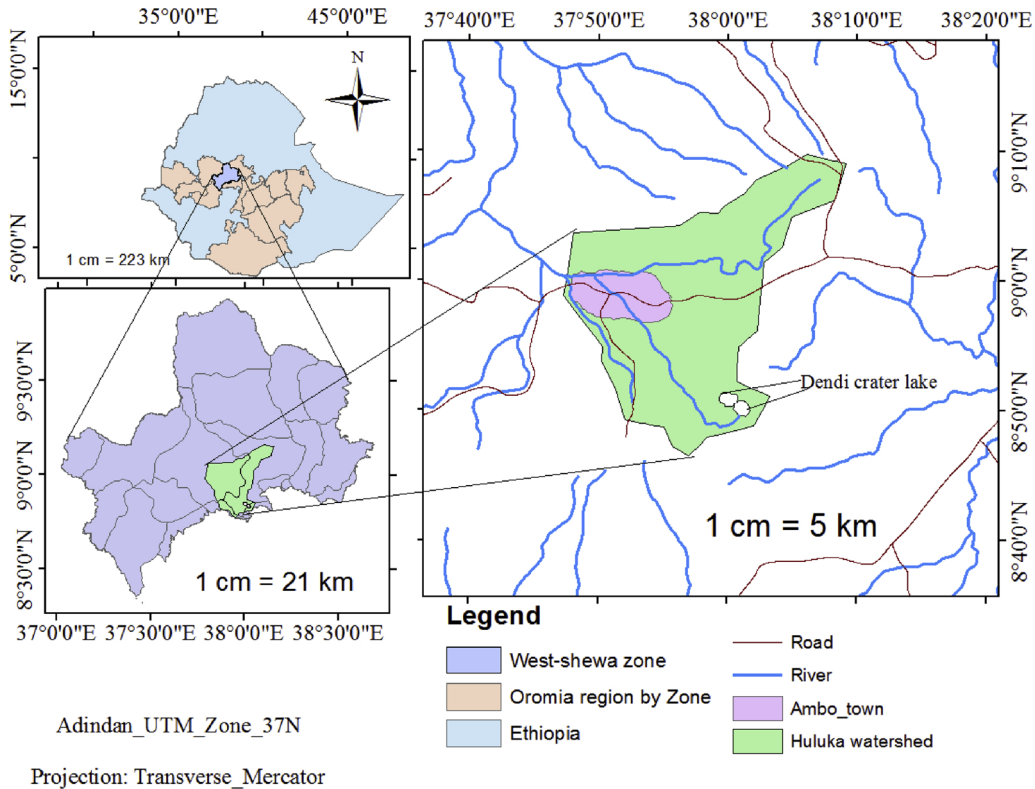 35°0'0"E 45°0'0"E
15°0'0"N
5°0'0"N
N
1 cm = 223 km
9°30'0"N
9°0'0"N
8°30'0"N
1 cm = 21 km
37°0'0"E 37°30'0"E 38°0'0"E 38°30'0"E
37°40'0"E 37°50'0"E 38°0'0"E 38°10'0"E 38°20'0"E
9°10'0"N
9°0'0"N
8°50'0"N
8°40'0"N
Dendi crater lake
1 cm = 5 km
Legend
West-shewa zone
Oromia region by Zone
Ethiopia
Road
River
Ambo_town
Huluka watershed
Adindan_UTM_Zone_37N
Projection: Transverse_Mercator